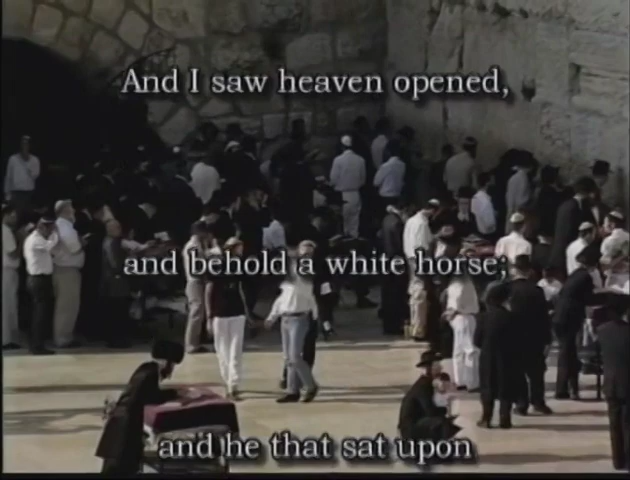 And I saw heaven opened,
and behold a white horse;
and he that sat upon